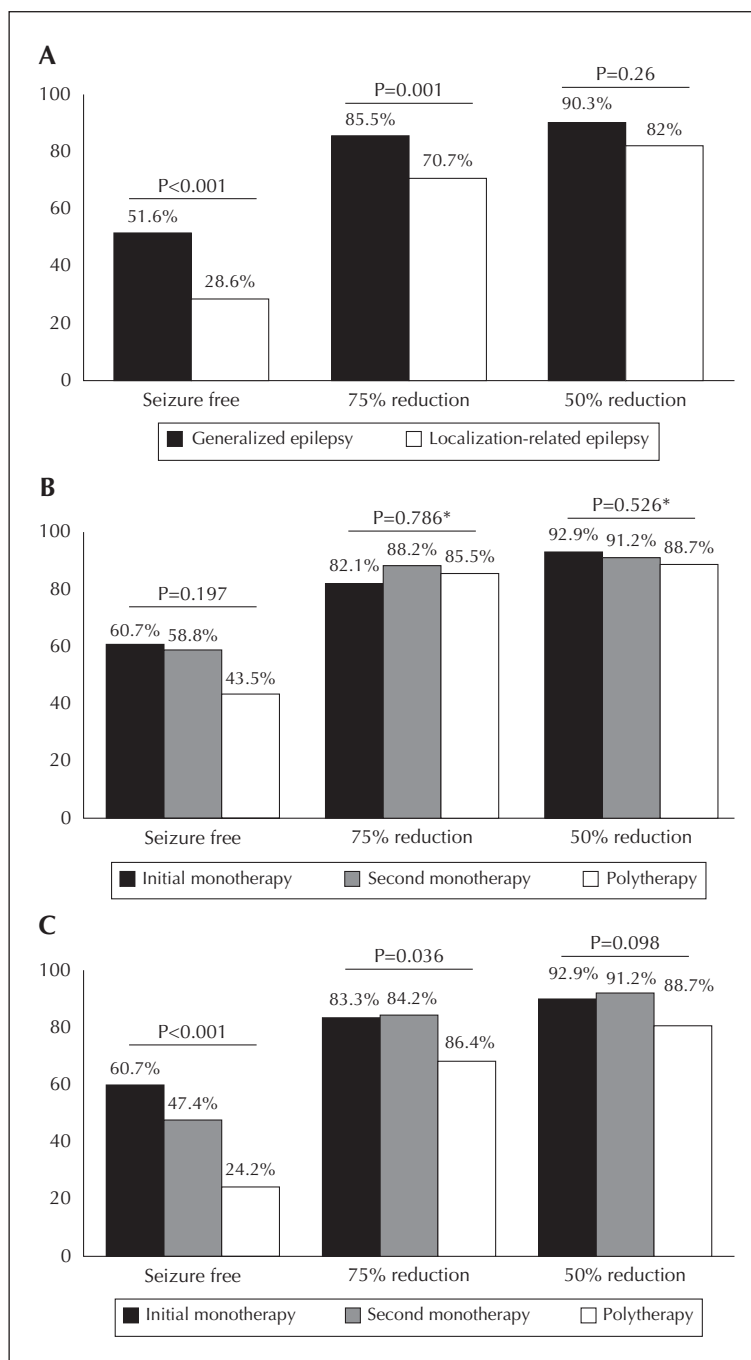 A
100
80
60
40
20
0
P<0.001
51.6%
28.6%
P=0.001
85.5%
70.7%
P=0.26
90.3%
82%
Seizure free
75% reduction
50% reduction
Generalized epilepsy
Localization-related epilepsy
B
100
80
60
40
20
0
P=0.197
60.7%
58.8%
43.5%
P=0.786*
82.1%
88.2%
85.5%
P=0.526*
92.9%
91.2%
88.7%
Seizure free
75% reduction
50% reduction
Initial monotherapy
Second monotherapy
Polytherapy
C
100
80
60
40
20
0
P<0.001
60.7%
47.4%
24.2%
P=0.036
83.3%
84.2%
86.4%
P=0.098
92.9%
91.2%
88.7%
Seizure free
75% reduction
50% reduction
Initial monotherapy
Second monotherapy
Polytherapy